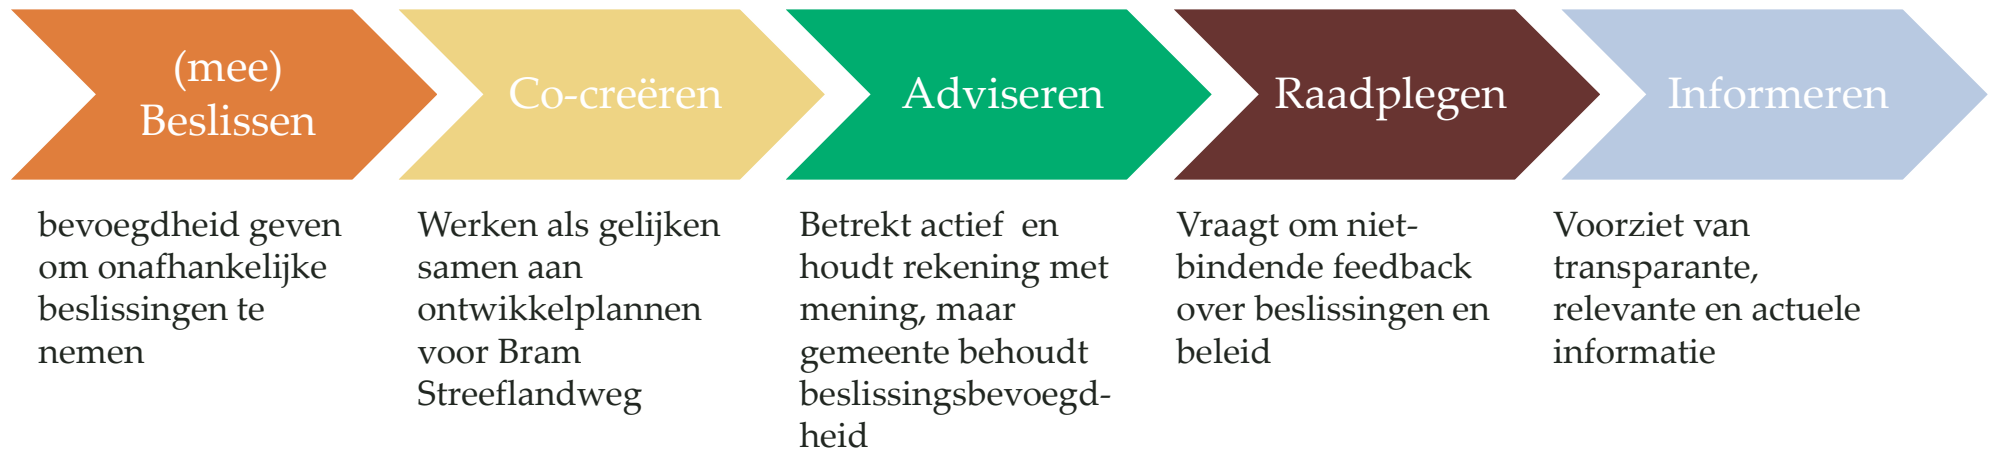 (mee)
Beslissen
Co-creëren
Adviseren
Raadplegen
Informeren
bevoegdheid geven
om onafhankelijke
beslissingen te
nemen
Werken als gelijken
samen aan
ontwikkelplannen
voor Bram
Streeflandweg
Betrekt actief  en
houdt rekening met
mening, maar
gemeente behoudt
beslissingsbevoegd-
heid
Vraagt om niet-
bindende feedback
over beslissingen en
beleid
Voorziet van
transparante,
relevante en actuele
informatie